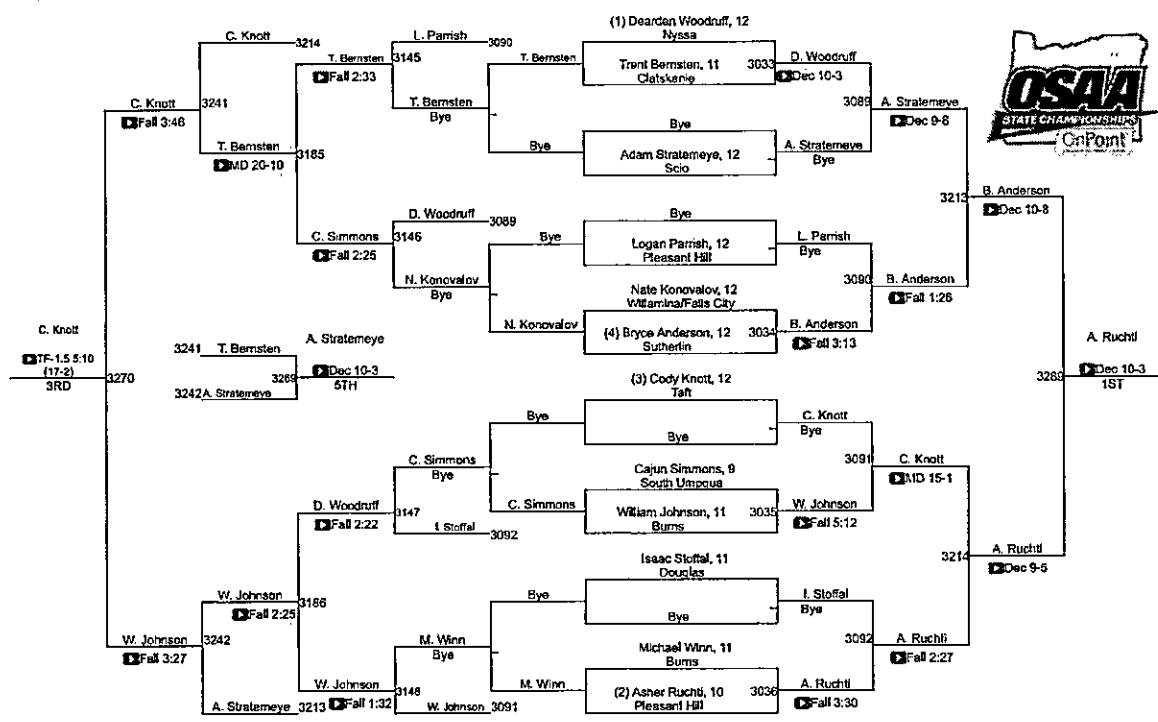 (1) Dearden Woodruff, 12
Nyssa
Trent Bernsten, 11
Clatskanie
3033
Bye
Adam Stratemeye, 12
Scio
Bye
Logan Parrish, 12
Pleasant Hill
Nate Konovalov, 12
Willamina/Falls City
(4) Bryce Anderson, 12
Sutherlin
3034
(3) Cody Knott, 12
Taft
Bye
Cajun Simmons, 9
South Umpqua
William Johnson, 11
Burns
3035
Isaac Stoffal, 11
Douglas
Bye
Michael Winn, 11
Burns
(2) Asher Ruchti, 10
Pleasant Hill
3036
D. Woodruff
Dec 10-3
3089
A. Stratemeye
Bye
L. Parrish
Bye
3090
B. Anderson
Fall 3:13
C. Knott
Bye
3091
W. Johnson
Fall 5:12
I. Stoffal
Bye
3092
A. Ruchti
Fall 3:30
A. Stratemeye
Dec 9-8
3213
B. Anderson
Fall 1:26
C. Knott
MD 15-1
3214
A. Ruchti
Fall 2:27
B. Anderson
Dec 10-8
3289
A. Ruchti
Dec 9-5
A. Ruchti
Dec 10-3
1ST
OSAA
STATE CHAMPIONSHIPS
OnPoint
T. Bernsten
Bye
Bye
N. Konovalov
Bye
C. Simmons
Bye
M. Winn
L. Parrish
3090
3145
T. Bernsten
Bye
D. Woodruff
3089
3146
N. Konovalov
Bye
C. Simmons
Bye
3147
I. Stoffal
3092
M. Winn
Bye
3148
W. Johnson
3091
T. Bernsten
Fall 2:33
3185
C. Simmons
Fall 2:25
D. Woodruff
Fall 2:22
3186
W. Johnson
Fall 1:32
C. Knott
3214
3241
T. Bernsten
MD 20-10
W. Johnson
Fall 2:25
3242
A. Stratemeye
3213
C. Knott
Fall 3:46
3270
W. Johnson
Fall 3:27
C. Knott
TF-1.5 5:10
(17-2)
3RD
3241
T. Bernsten
3269
3242
A. Stratemeye
A. Stratemeye
Dec 10-3
5TH